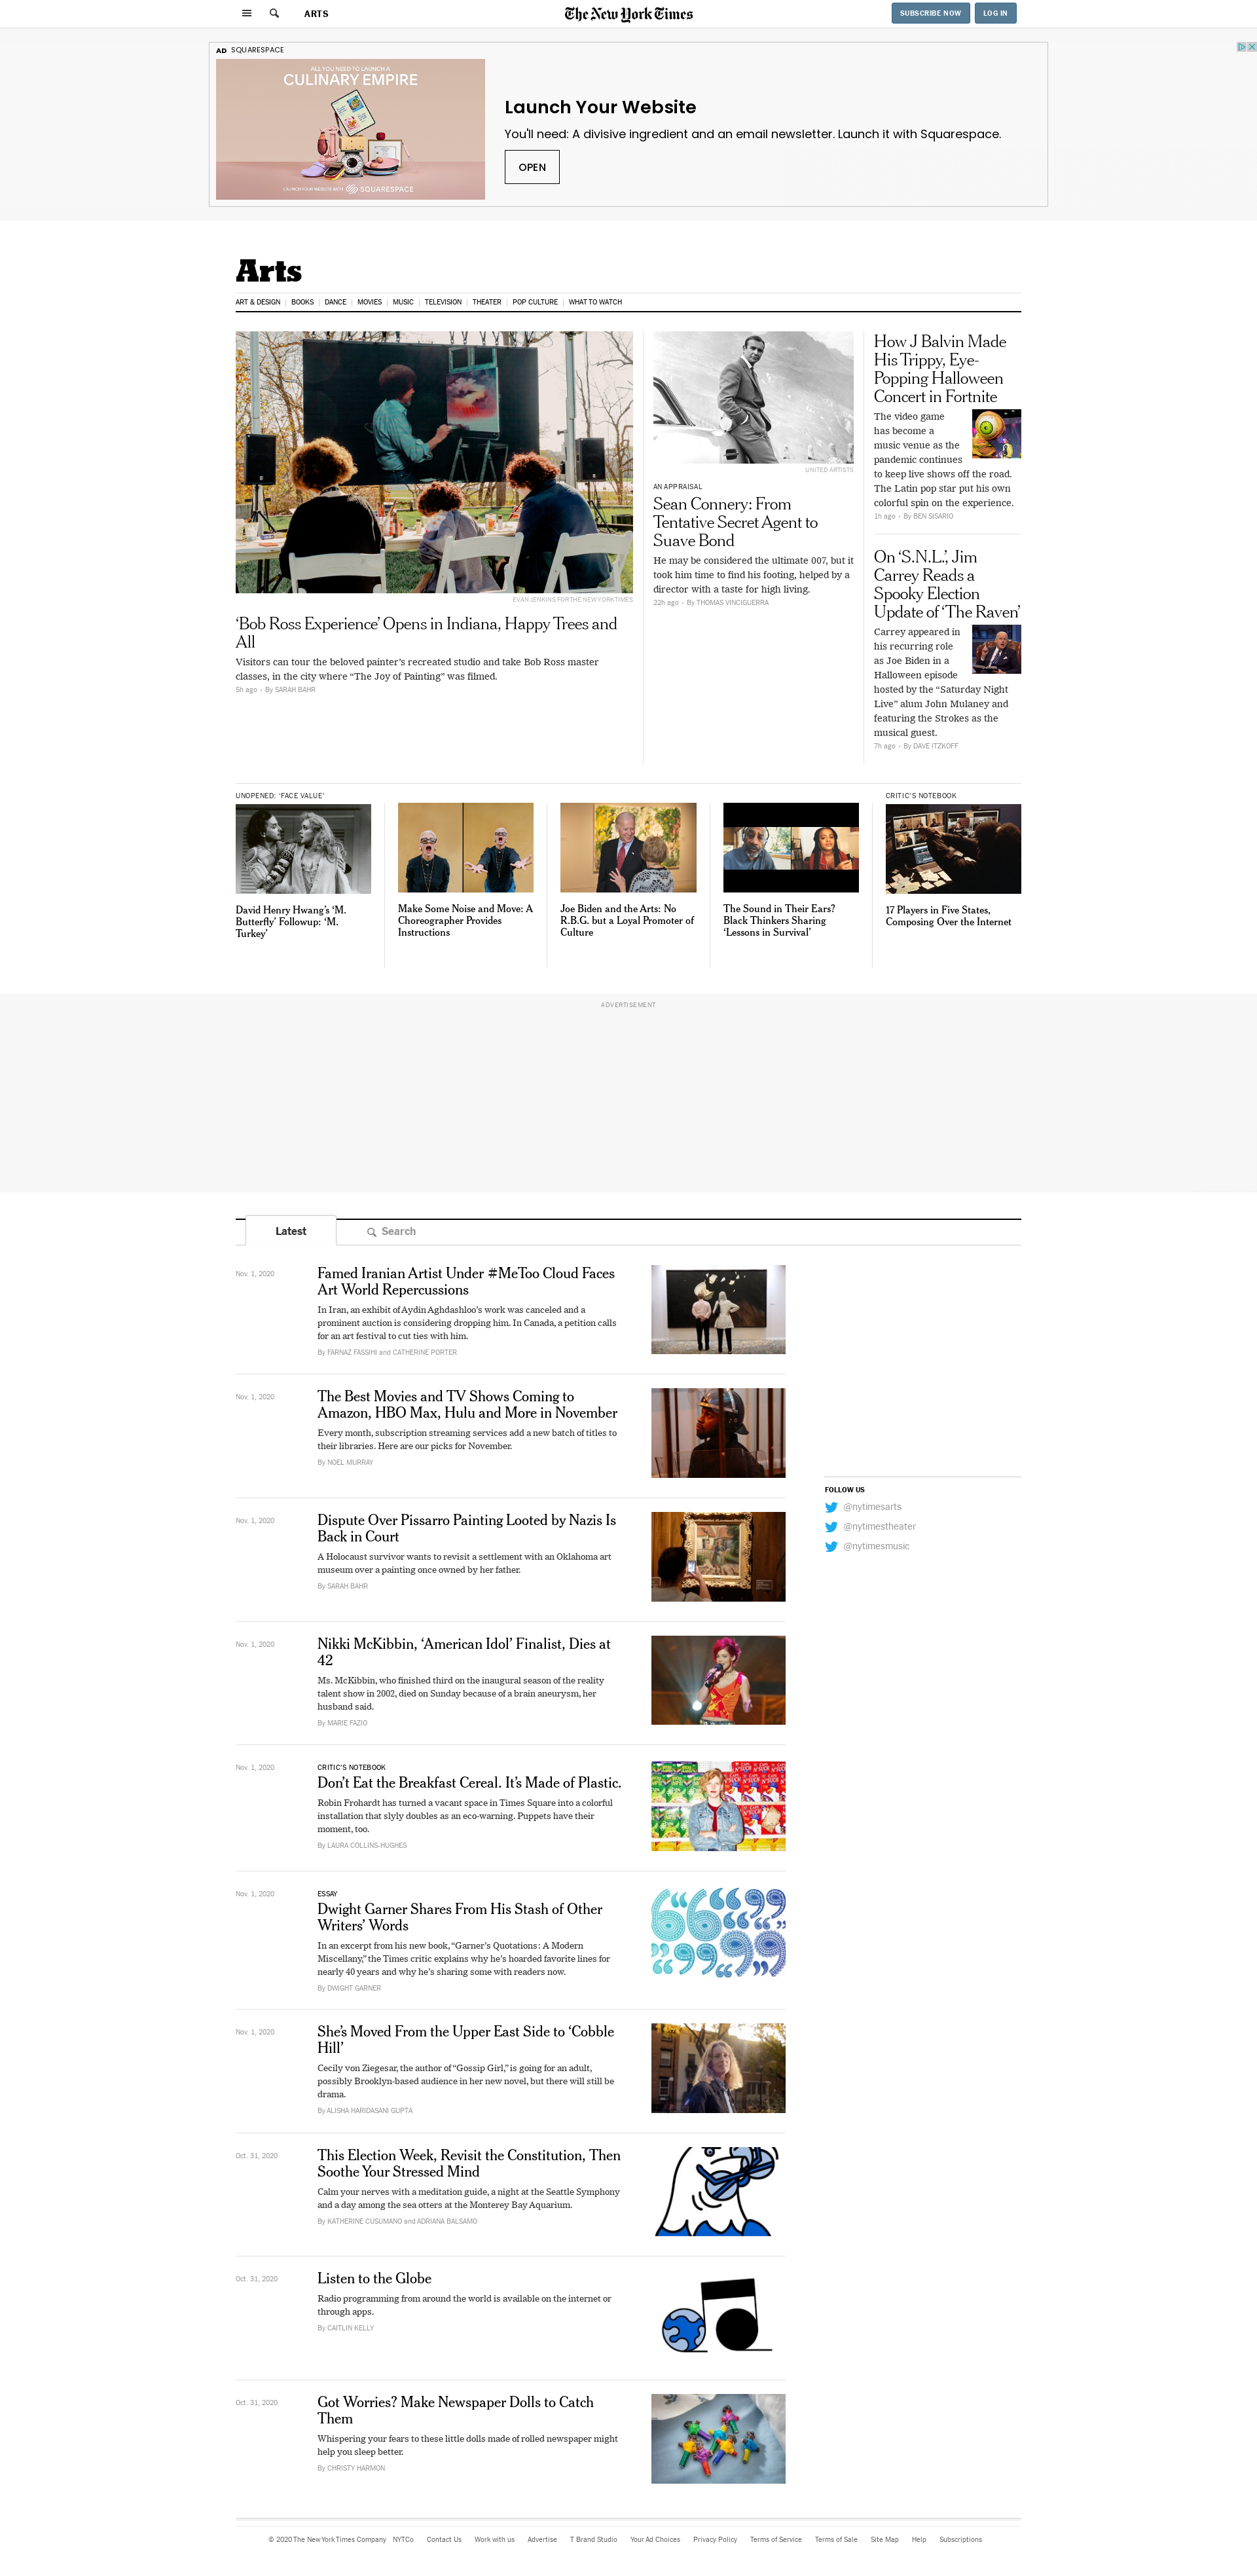 ARTS
The New York Times
SUBSCRIBE NOW
LOG IN
AD SQUARESPACE
ALL YOU NEED TO LAUNCH A
CULINARY EMPIRE
LAUNCH YOUR WEBSITE WITH SQUARESPACE
Launch Your Website
You'll need: A divisive ingredient and an email newsletter. Launch it with Squarespace.
OPEN
Arts
ART & DESIGN | BOOKS | DANCE | MOVIES | MUSIC | TELEVISION | THEATER | POP CULTURE | WHAT TO WATCH
EVAN JENKINS FOR THE NEW YORK TIMES
‘Bob Ross Experience’ Opens in Indiana, Happy Trees and
All
Visitors can tour the beloved painter’s recreated studio and take Bob Ross master
classes, in the city where “The Joy of Painting” was filmed.
5h ago • By SARAH BAHR
UNITED ARTISTS
AN APPRAISAL
Sean Connery: From
Tentative Secret Agent to
Suave Bond
He may be considered the ultimate 007, but it
took him time to find his footing, helped by a
director with a taste for high living.
22h ago • By THOMAS VINCIGUERRA
How J Balvin Made
His Trippy, Eye-
Popping Halloween
Concert in Fortnite
The video game
has become a
music venue as the
pandemic continues
to keep live shows off the road.
The Latin pop star put his own
colorful spin on the experience.
1h ago • By BEN SISARIO
On ‘S.N.L.’, Jim
Carrey Reads a
Spooky Election
Update of ‘The Raven’
Carrey appeared in
his recurring role
as Joe Biden in a
Halloween episode
hosted by the “Saturday Night
Live” alum John Mulaney and
featuring the Strokes as the
musical guest.
7h ago • By DAVE ITZKOFF
UNOPENED: ‘FACE VALUE’
David Henry Hwang’s ‘M.
Butterfly’ Followup: ‘M.
Turkey’
Make Some Noise and Move: A
Choreographer Provides
Instructions
Joe Biden and the Arts: No
R.B.G. but a Loyal Promoter of
Culture
The Sound in Their Ears?
Black Thinkers Sharing
‘Lessons in Survival’
CRITIC’S NOTEBOOK
17 Players in Five States,
Composing Over the Internet
ADVERTISEMENT
Latest
Search
Nov. 1, 2020
Famed Iranian Artist Under #MeToo Cloud Faces
Art World Repercussions
In Iran, an exhibit of Aydin Aghdashloo’s work was canceled and a
prominent auction is considering dropping him. In Canada, a petition calls
for an art festival to cut ties with him.
By FARNAZ FASSIHI and CATHERINE PORTER
Nov. 1, 2020
The Best Movies and TV Shows Coming to
Amazon, HBO Max, Hulu and More in November
Every month, subscription streaming services add a new batch of titles to
their libraries. Here are our picks for November.
By NOEL MURRAY
Nov. 1, 2020
Dispute Over Pissarro Painting Looted by Nazis Is
Back in Court
A Holocaust survivor wants to revisit a settlement with an Oklahoma art
museum over a painting once owned by her father.
By SARAH BAHR
Nov. 1, 2020
Nikki McKibbin, ‘American Idol’ Finalist, Dies at
42
Ms. McKibbin, who finished third on the inaugural season of the reality
talent show in 2002, died on Sunday because of a brain aneurysm, her
husband said.
By MARIE FAZIO
Nov. 1, 2020
CRITIC’S NOTEBOOK
Don’t Eat the Breakfast Cereal. It’s Made of Plastic.
Robin Frohardt has turned a vacant space in Times Square into a colorful
installation that slyly doubles as an eco-warning. Puppets have their
moment, too.
By LAURA COLLINS-HUGHES
Nov. 1, 2020
ESSAY
Dwight Garner Shares From His Stash of Other
Writers’ Words
In an excerpt from his new book, “Garner’s Quotations: A Modern
Miscellany,” the Times critic explains why he’s hoarded favorite lines for
nearly 40 years and why he’s sharing some with readers now.
By DWIGHT GARNER
Nov. 1, 2020
She’s Moved From the Upper East Side to ‘Cobble
Hill’
Cecily von Ziegesar, the author of “Gossip Girl,” is going for an adult,
possibly Brooklyn-based audience in her new novel, but there will still be
drama.
By ALISHA HARIDASANI GUPTA
Oct. 31, 2020
This Election Week, Revisit the Constitution, Then
Soothe Your Stressed Mind
Calm your nerves with a meditation guide, a night at the Seattle Symphony
and a day among the sea otters at the Monterey Bay Aquarium.
By KATHERINE CUSUMANO and ADRIANA BALSAMO
Oct. 31, 2020
Listen to the Globe
Radio programming from around the world is available on the internet or
through apps.
By CAITLIN KELLY
Oct. 31, 2020
Got Worries? Make Newspaper Dolls to Catch
Them
Whispering your fears to these little dolls made of rolled newspaper might
help you sleep better.
By CHRISTY HARMON
FOLLOW US
@nytimesarts
@nytimestheater
@nytimesmusic
© 2020 The New York Times Company NYTCo Contact Us Work with us Advertise T Brand Studio Your Ad Choices Privacy Policy Terms of Service Terms of Sale Site Map Help Subscriptions